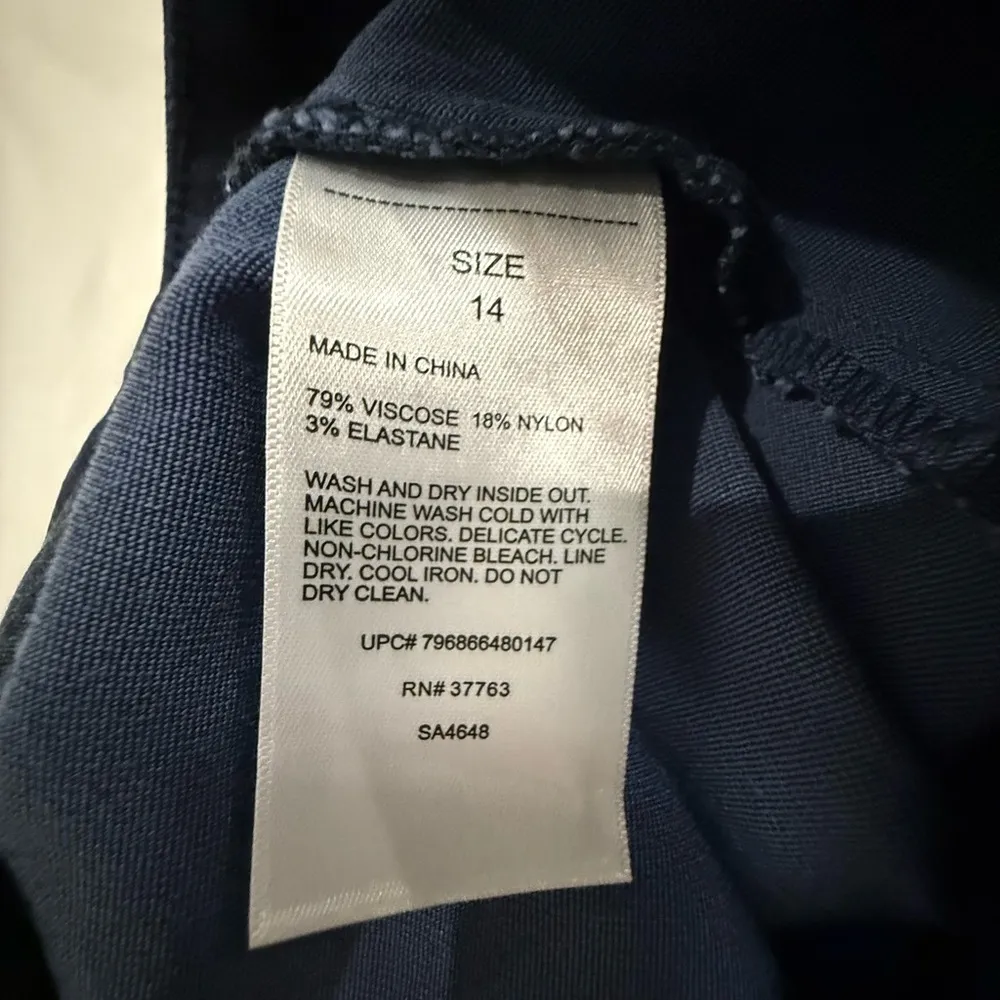 SIZE
14
MADE IN CHINA
79% VISCOSE 18% NYLON
3% ELASTANE
WASH AND DRY INSIDE OUT.
MACHINE WASH COLD WITH
LIKE COLORS. DELICATE CYCLE.
NON-CHLORINE BLEACH. LINE
DRY. COOL IRON. DO NOT
DRY CLEAN.
UPC# 796866480147
RN# 37763
SA4648